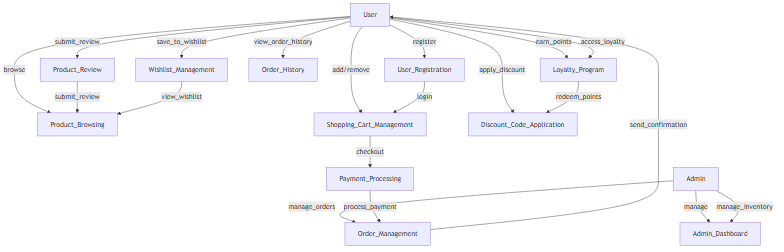 User
submit_review
save_to_wishlist
view_order_history
register
earn_points
access_loyalty
browse
Product_Review
Wishlist_Management
Order_History
add/remove
User_Registration
apply_discount
Loyalty_Program
submit_review
view_wishlist
login
redeem_points
Product_Browsing
Shopping_Cart_Management
Discount_Code_Application
send_confirmation
checkout
Payment_Processing
Admin
manage_orders
process_payment
manage
manage_inventory
Order_Management
Admin_Dashboard